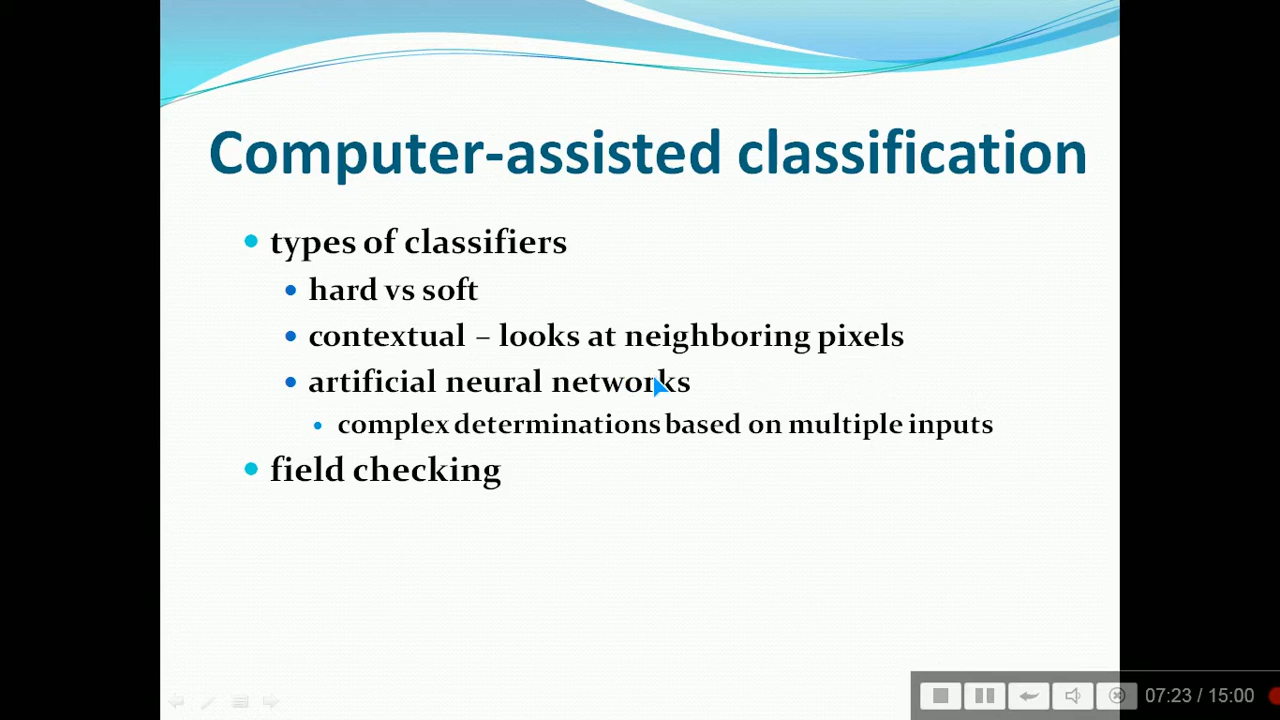 Computer-assisted classification
types of classifiers
hard vs soft
contextual – looks at neighboring pixels
artificial neural networks
complex determinations based on multiple inputs
field checking
07:23 / 15:00